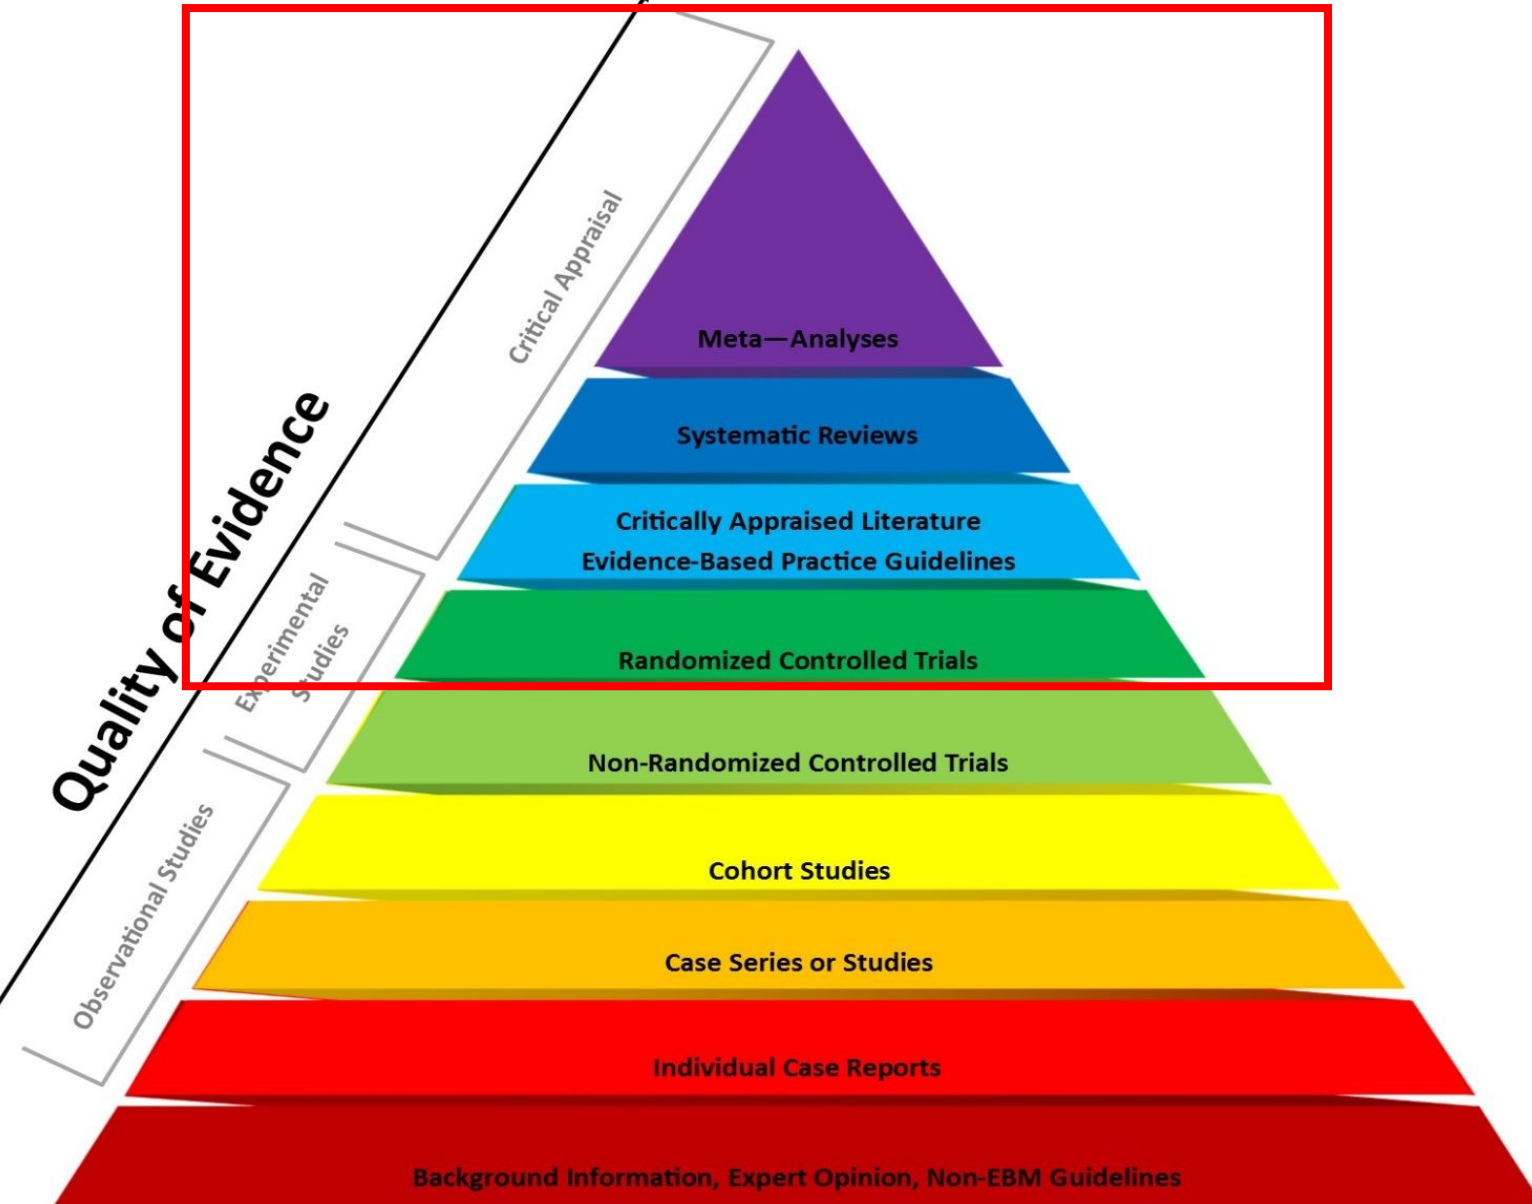 Quality of Evidence
Critical Appraisal
Experimental
Studies
Observational Studies
Meta—Analyses
Systematic Reviews
Critically Appraised Literature
Evidence-Based Practice Guidelines
Randomized Controlled Trials
Non-Randomized Controlled Trials
Cohort Studies
Case Series or Studies
Individual Case Reports
Background Information, Expert Opinion, Non-EBM Guidelines